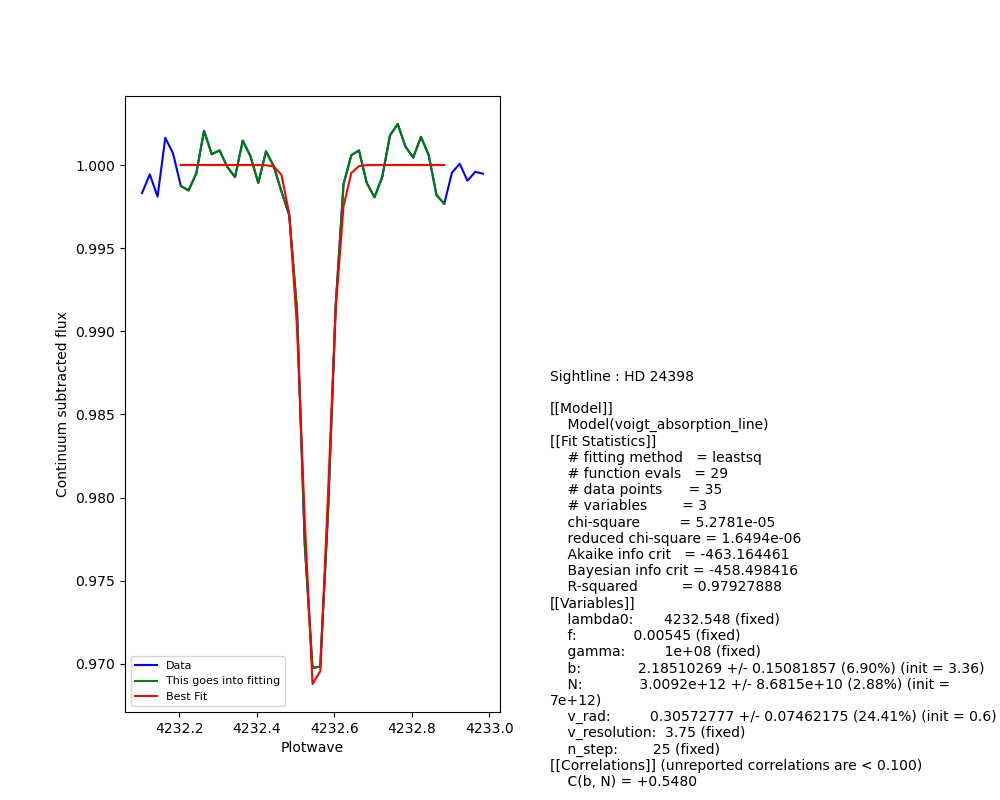 1.000
0.995
0.990
0.985
0.980
0.975
0.970
Continuum subtracted flux
4232.2 4232.4 4232.6 4232.8 4233.0
Plotwave
Data
This goes into fitting
Best Fit
Sightline : HD 24398
[[Model]]
Model(voigt_absorption_line)
[[Fit Statistics]]
# fitting method = leastsq
# function evals = 29
# data points = 35
# variables = 3
chi-square = 5.2781e-05
reduced chi-square = 1.6494e-06
Akaike info crit = -463.164461
Bayesian info crit = -458.498416
R-squared = 0.97927888
[[Variables]]
lambda0: 4232.548 (fixed)
f: 0.00545 (fixed)
gamma: 1e+08 (fixed)
b: 2.18510269 +/- 0.15081857 (6.90%) (init = 3.36)
N: 3.0092e+12 +/- 8.6815e+10 (2.88%) (init =
7e+12)
v_rad: 0.30572777 +/- 0.07462175 (24.41%) (init = 0.6)
v_resolution: 3.75 (fixed)
n_step: 25 (fixed)
[[Correlations]] (unreported correlations are < 0.100)
C(b, N) = +0.5480